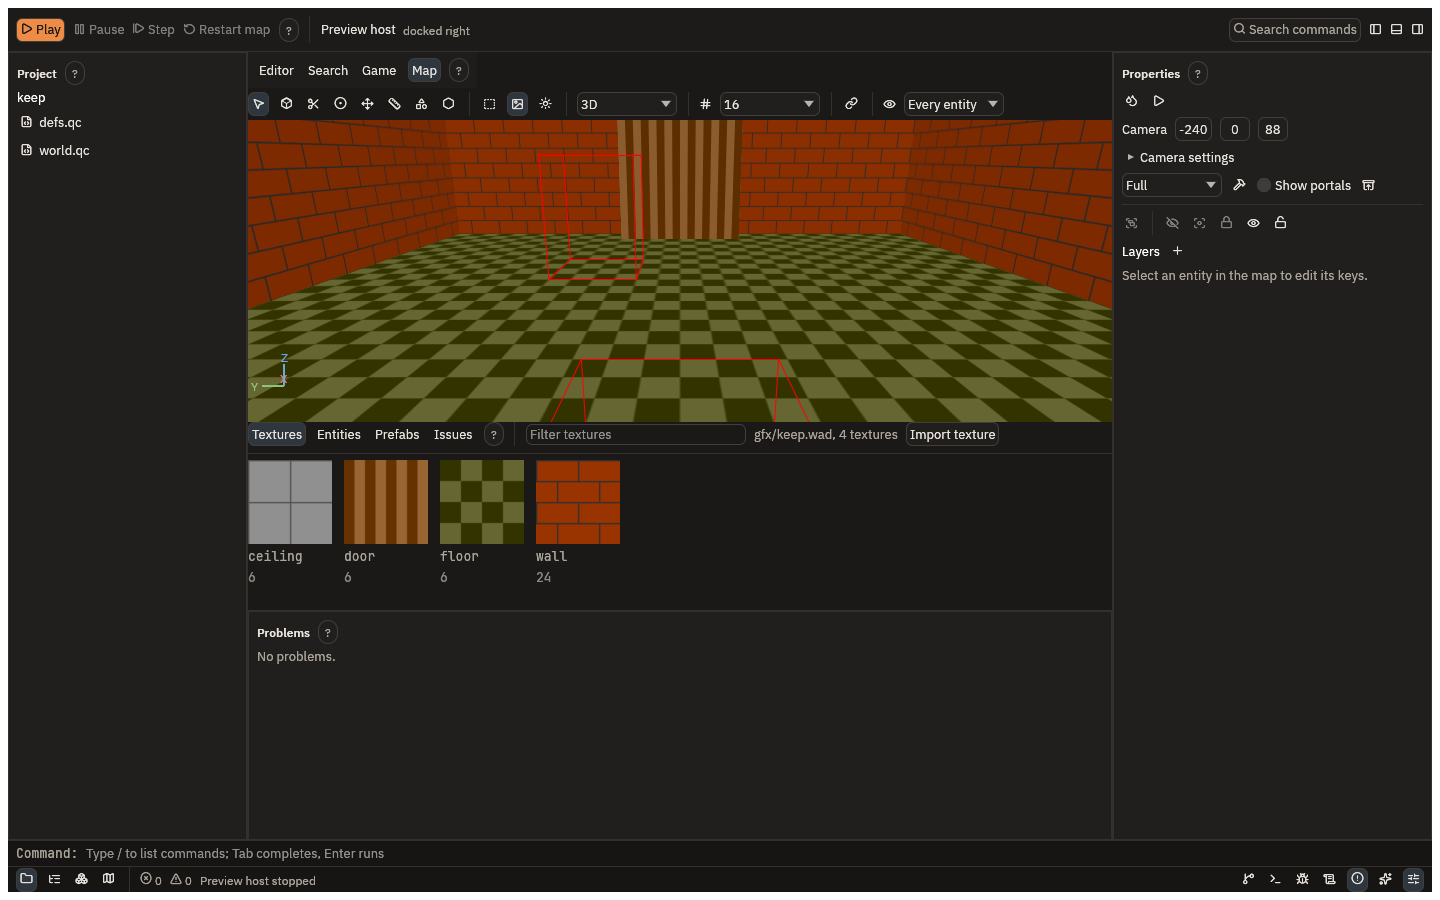 Play Pause Step Restart map ? Preview host docked right Search commands
Project ?
keep
defs.qc
world.qc
Editor Search Game Map ?
3D 16 Every entity
Z
Y X
Textures Entities Prefabs Issues ? Filter textures gfx/keep.wad, 4 textures Import texture
ceiling door floor wall
6 6 6 24
Problems ?
No problems.
Properties ?
Camera -240 0 88
Camera settings
Full Show portals
Layers +
Select an entity in the map to edit its keys.
Command: Type / to list commands; Tab completes, Enter runs
0 0 Preview host stopped